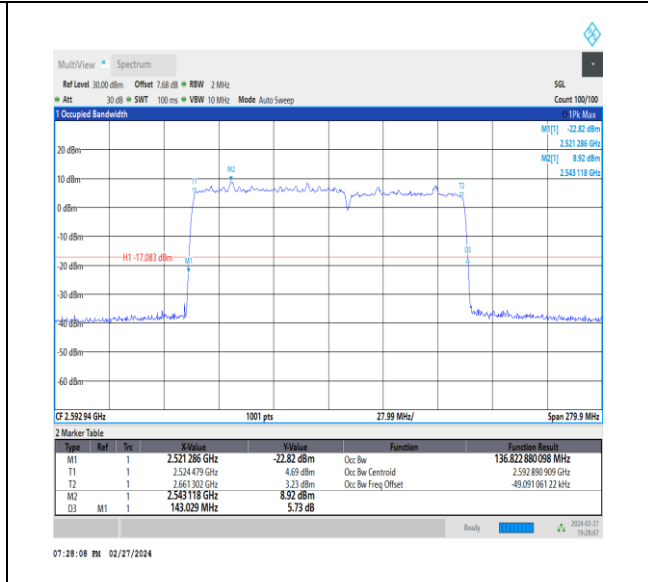 MultiView Spectrum
Ref Level 30.00 dBm Offset 7.68 dB RBW 2 MHz SGL
Att 30 dB SWT 100 ms VBW 10 MHz Mode Auto Sweep Count 100/100
1 Occupied Bandwidth 1Pk Max
M1[1] -22.82 dBm
2.521 286 GHz
M2[1] 8.92 dBm
2.543 118 GHz
20 dBm
M2
T1
T2
10 dBm
0 dBm
-10 dBm
D3
H1 -17.083 dBm
M1
-20 dBm
-30 dBm
-40 dBm
-50 dBm
-60 dBm
CF 2.592 94 GHz 1001 pts 27.99 MHz/ Span 279.9 MHz
2 Marker Table
Type Ref Trc X-Value Y-Value Function Function Result
M1 1 2.521 286 GHz -22.82 dBm Occ Bw 136.822 880 098 MHz
T1 1 2.524 479 GHz 4.69 dBm Occ Bw Centroid 2.592 890 909 GHz
T2 1 2.661 302 GHz 3.23 dBm Occ Bw Freq Offset -49.091 061 22 kHz
M2 1 2.543 118 GHz 8.92 dBm
D3 M1 1 143.029 MHz 5.73 dB
Ready 2024-02-27
19:28:07
07:28:08 PM 02/27/2024